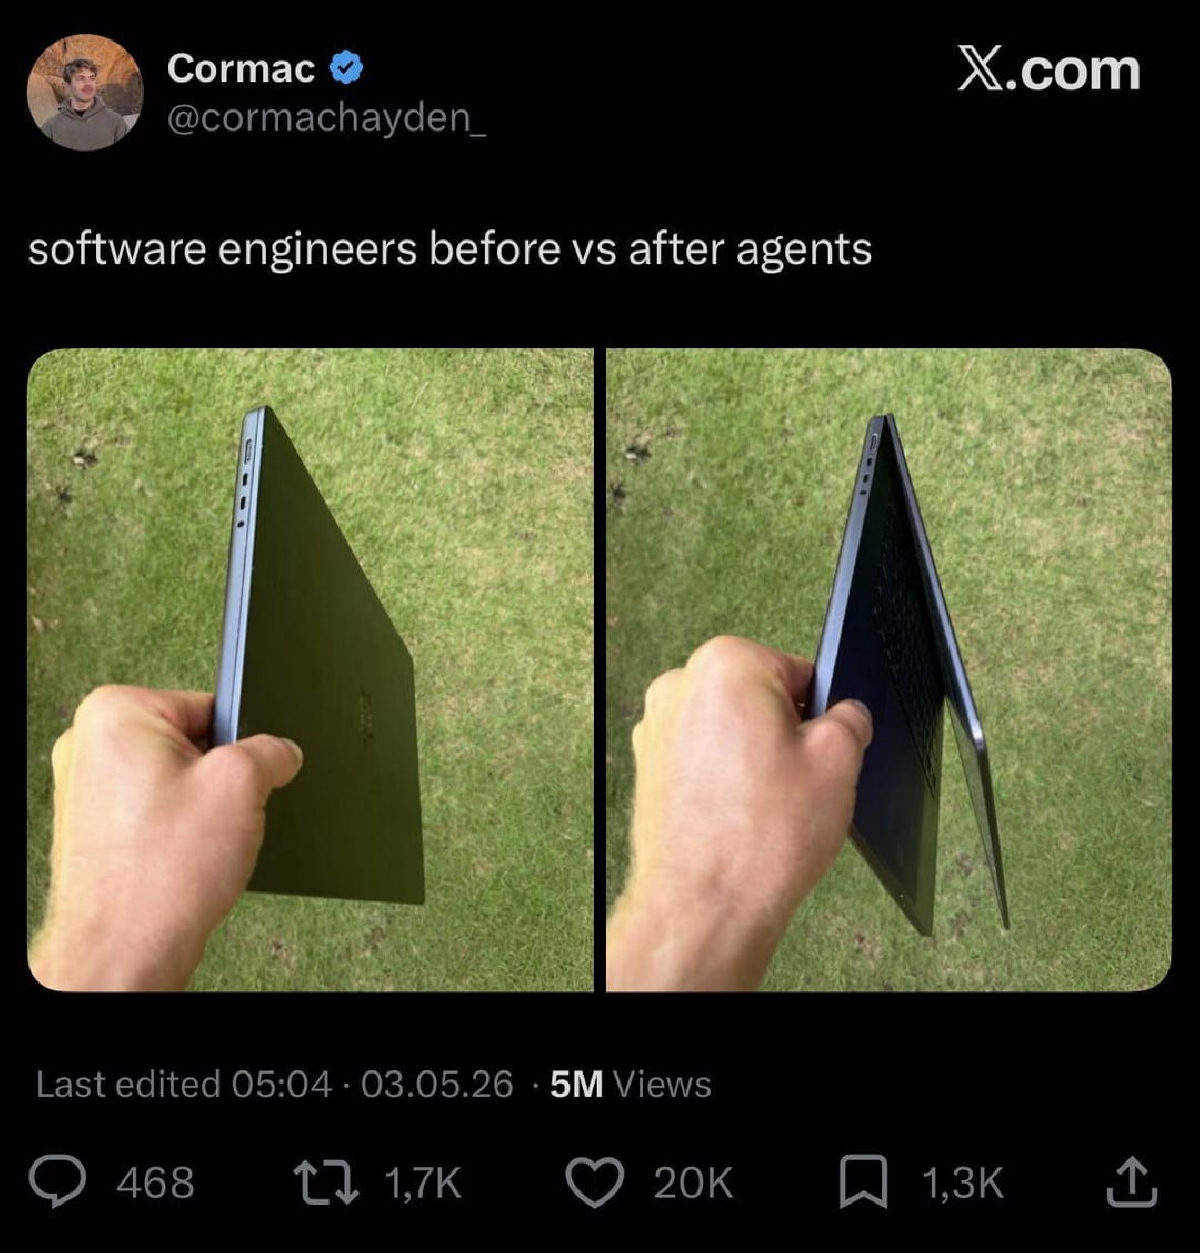 Cormac
@cormachayden_
X.com
software engineers before vs after agents
Last edited 05:04 · 03.05.26 · 5M Views
468 1,7K 20K 1,3K